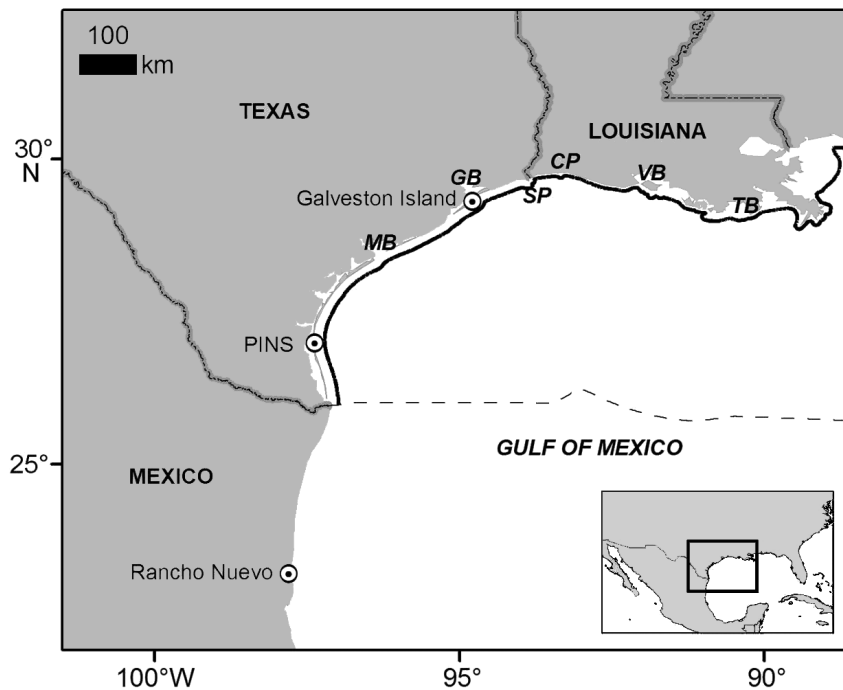 100
km
TEXAS
LOUISIANA
30°
N
GB
CP
VB
Galveston Island
SP
TB
MB
PINS
25°
GULF OF MEXICO
MEXICO
Rancho Nuevo
100°W
95°
90°